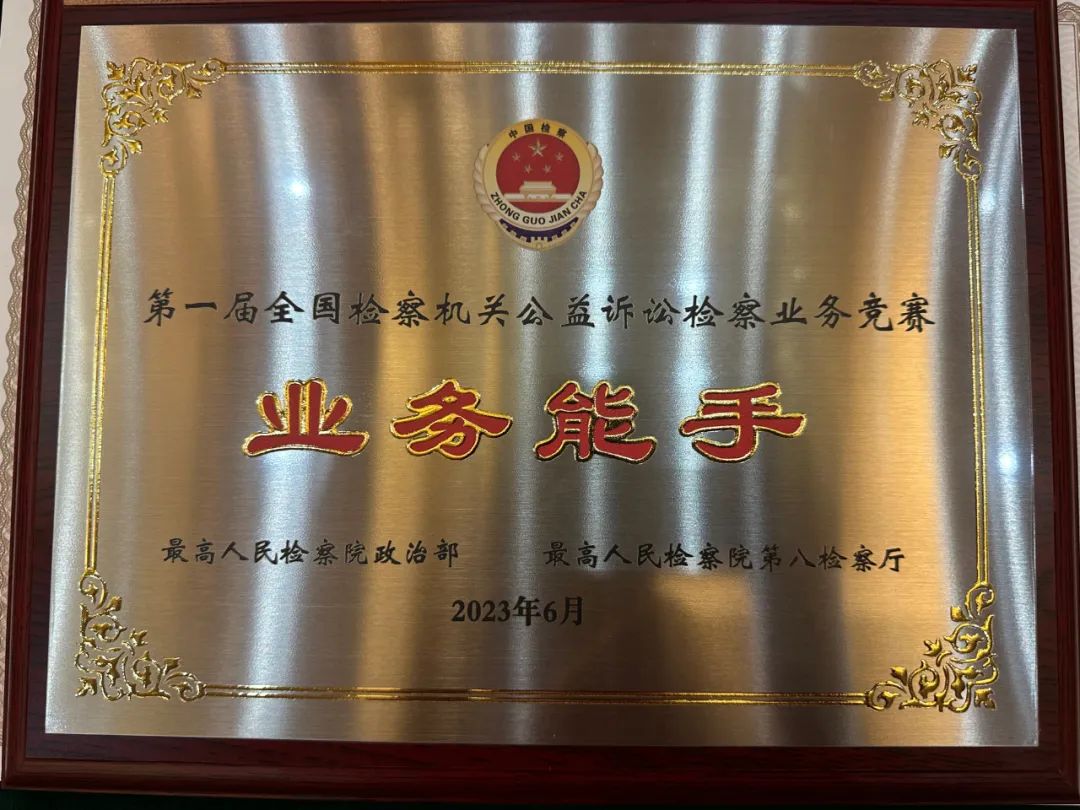 中国检察
ZHONG GUO JIAN CHA
第一届全国检察机关公益诉讼检察业务竞赛
业务能手
最高人民检察院政治部 最高人民检察院第八检察厅
2023年6月